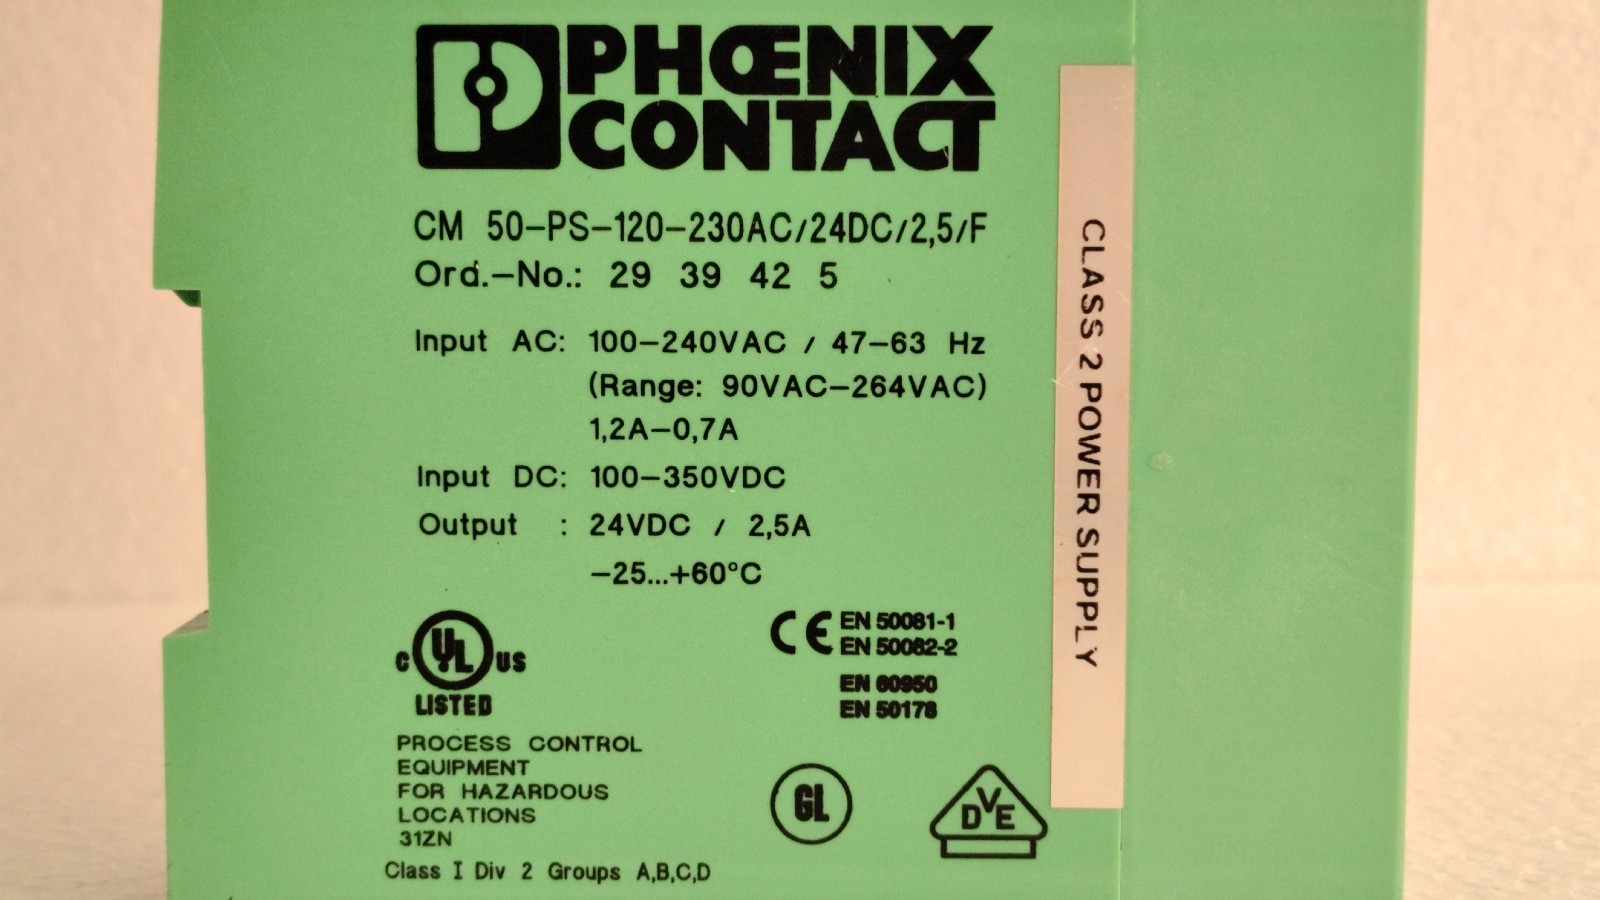 PHŒNIX
CONTACT
CM 50-PS-120-230AC/24DC/2,5/F
Ord.-No.: 29 39 42 5
Input AC: 100-240VAC / 47-63 Hz
(Range: 90VAC-264VAC)
1,2A-0,7A
Input DC: 100-350VDC
Output : 24VDC / 2,5A
-25...+60°C
C UL US
LISTED
PROCESS CONTROL
EQUIPMENT
FOR HAZARDOUS
LOCATIONS
31ZN
Class I Div 2 Groups A,B,C,D
CE EN 50081-1
EN 50082-2
EN 60950
EN 50178
GL
DVE
CLASS 2 POWER SUPPLY